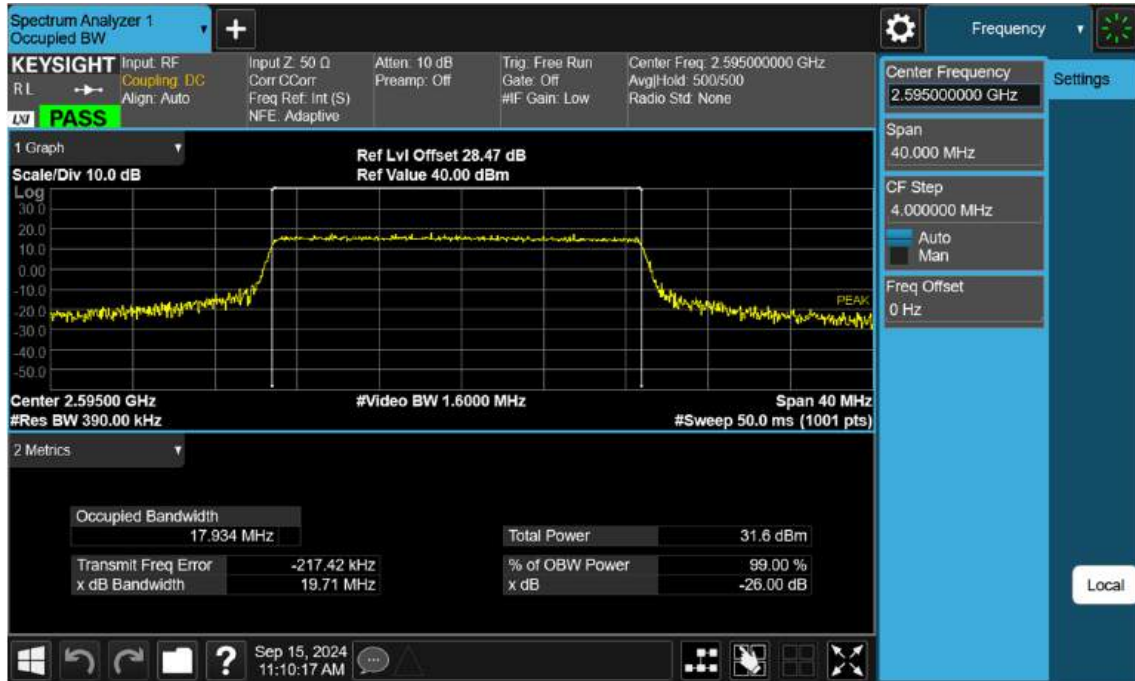 Spectrum Analyzer 1
Occupied BW
+
Frequency
KEYSIGHT
R L
LXI PASS
Input: RF
Coupling: DC
Align: Auto
Input Z: 50 Ω
Corr CCorr
Freq Ref: Int (S)
NFE: Adaptive
Atten: 10 dB
Preamp: Off
Trig: Free Run
Gate: Off
#IF Gain: Low
Center Freq: 2.595000000 GHz
Avg|Hold: 500/500
Radio Std: None
1 Graph
Scale/Div 10.0 dB
Ref Lvl Offset 28.47 dB
Ref Value 40.00 dBm
Log
30.0
20.0
10.0
0.00
-10.0
-20.0
-30.0
-40.0
-50.0
PEAK
Center 2.59500 GHz
#Video BW 1.6000 MHz
Span 40 MHz
#Res BW 390.00 kHz
#Sweep 50.0 ms (1001 pts)
2 Metrics
Occupied Bandwidth
17.934 MHz
Total Power 31.6 dBm
Transmit Freq Error -217.42 kHz
% of OBW Power 99.00 %
x dB Bandwidth 19.71 MHz
x dB -26.00 dB
Center Frequency
2.595000000 GHz
Settings
Span
40.000 MHz
CF Step
4.000000 MHz
Auto
Man
Freq Offset
0 Hz
Local
?
Sep 15, 2024
11:10:17 AM